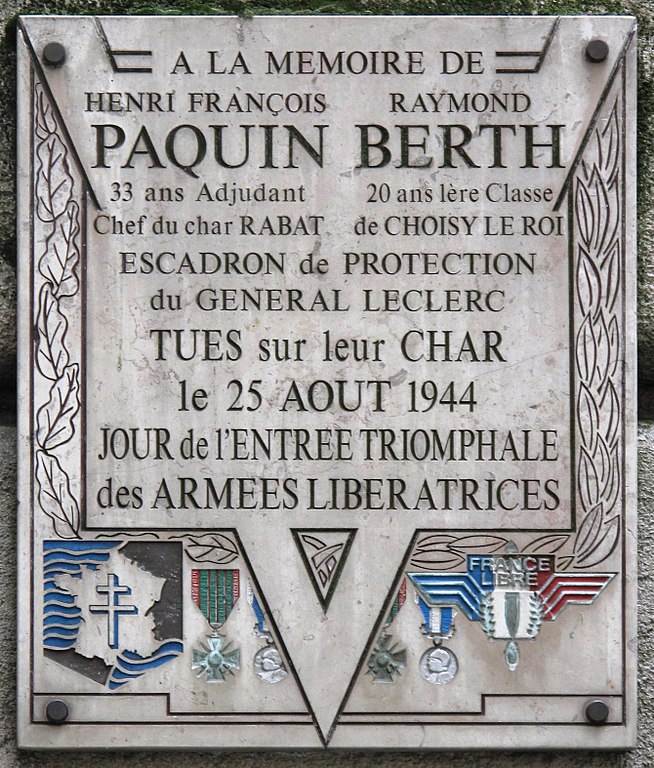 A LA MEMOIRE DE
HENRI FRANÇOIS RAYMOND
PAQUIN BERTH
33 ans Adjudant 20 ans lère Classe
Chef du char RABAT de CHOISY LE ROI
ESCADRON de PROTECTION
du GENERAL LECLERC
TUES sur leur CHAR
le 25 AOUT 1944
JOUR de l'ENTREE TRIOMPHALE
des ARMEES LIBERATRICES
FRANCE
LIBRE